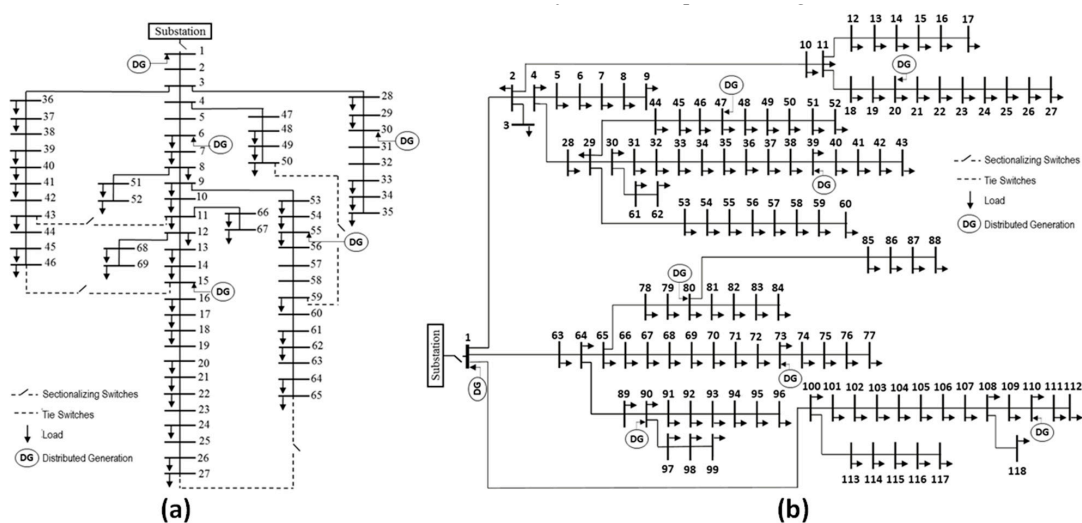 Substation
DG 1
2
3
36 4 28
37 5 47 29
38 6 48 30
39 DG 49 DG
40 7 50 31
41 8 32
42 51 9 33
43 52 10 53 34
44 11 66 54 35
45 68 12 67 55 DG
46 69 13 56
14 57
15 58
DG 59
16 60
17 61
18 62
19 63
20 64
21 65
22
23
24
25
26
27
Sectionalizing Switches
Tie Switches
Load
DG Distributed Generation
(a)
12 13 14 15 16 17
10 11
DG
18 19 20 21 22 23 24 25 26 27
2 4 5 6 7 8 9
3
DG
44 45 46 47 48 49 50 51 52
28 29 30 31 32 33 34 35 36 37 38 39 40 41 42 43
DG
61 62
53 54 55 56 57 58 59 60
85 86 87 88
DG
78 79 80 81 82 83 84
Substation
1
DG
63 64 65 66 67 68 69 70 71 72 73 74 75 76 77
DG
89 90 91 92 93 94 95 96
DG
97 98 99
100 101 102 103 104 105 106 107 108 109 110 111 112
DG
113 114 115 116 117
118
Sectionalizing Switches
Tie Switches
Load
DG Distributed Generation
(b)